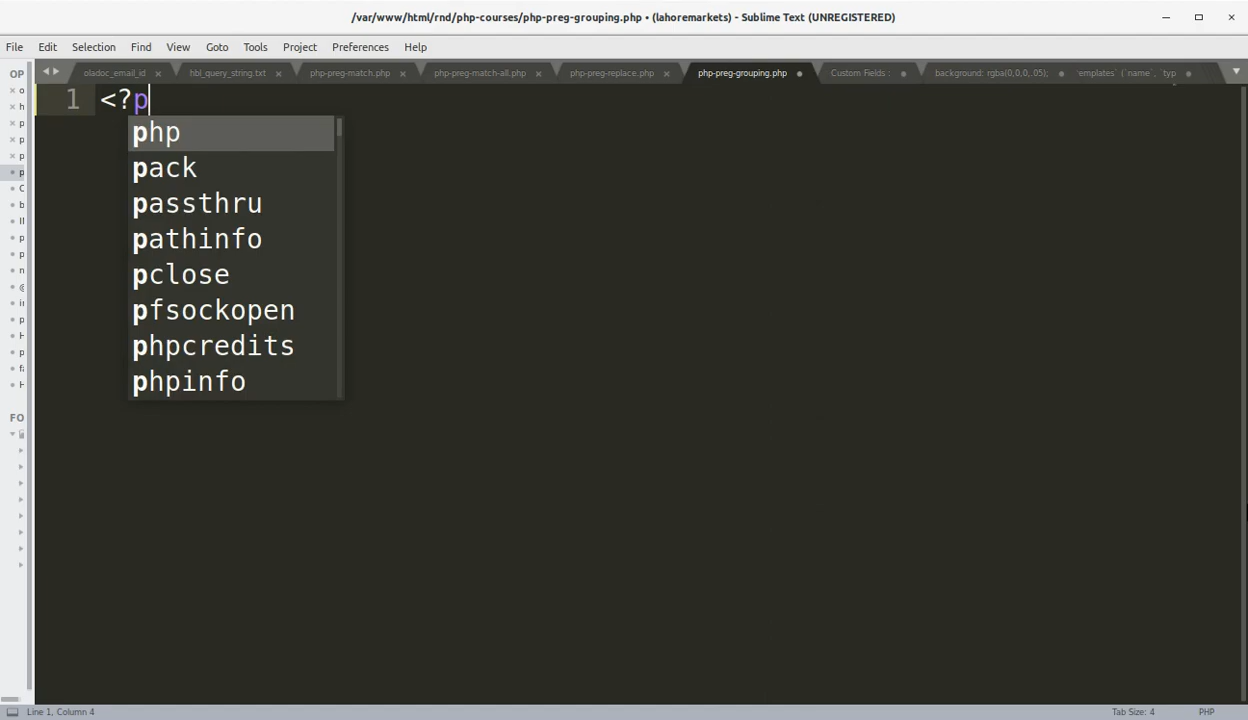 /var/www/html/rnd/php-courses/php-preg-grouping.php • (lahoremarkets) - Sublime Text (UNREGISTERED)
File Edit Selection Find View Goto Tools Project Preferences Help
OP
oladoc_email_id
hbl_query_string.txt
php-preg-match.php
php-preg-match-all.php
php-preg-replace.php
php-preg-grouping.php
Custom Fields :
background: rgba(0,0,0,.05);
'emplates` (`name`, `typ
1 <?p
php
pack
passthru
pathinfo
pclose
pfsockopen
phpcredits
phpinfo
FO
Line 1, Column 4
Tab Size: 4
PHP